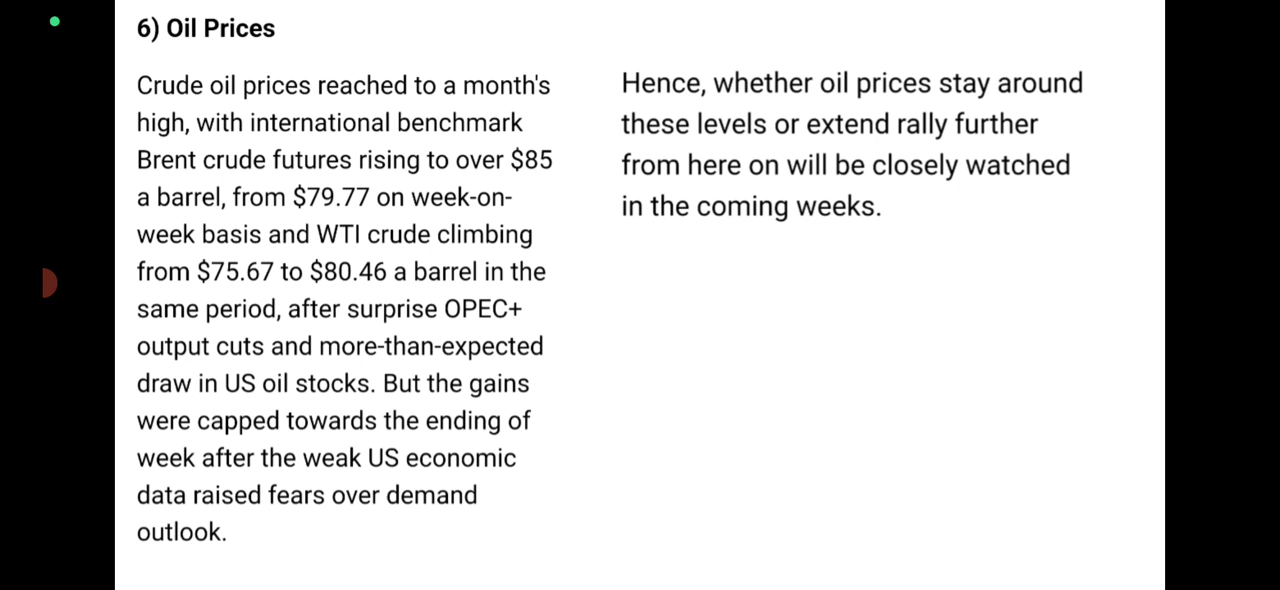 6) Oil Prices
Crude oil prices reached to a month's
high, with international benchmark
Brent crude futures rising to over $85
a barrel, from $79.77 on week-on-
week basis and WTI crude climbing
from $75.67 to $80.46 a barrel in the
same period, after surprise OPEC+
output cuts and more-than-expected
draw in US oil stocks. But the gains
were capped towards the ending of
week after the weak US economic
data raised fears over demand
outlook.
Hence, whether oil prices stay around
these levels or extend rally further
from here on will be closely watched
in the coming weeks.